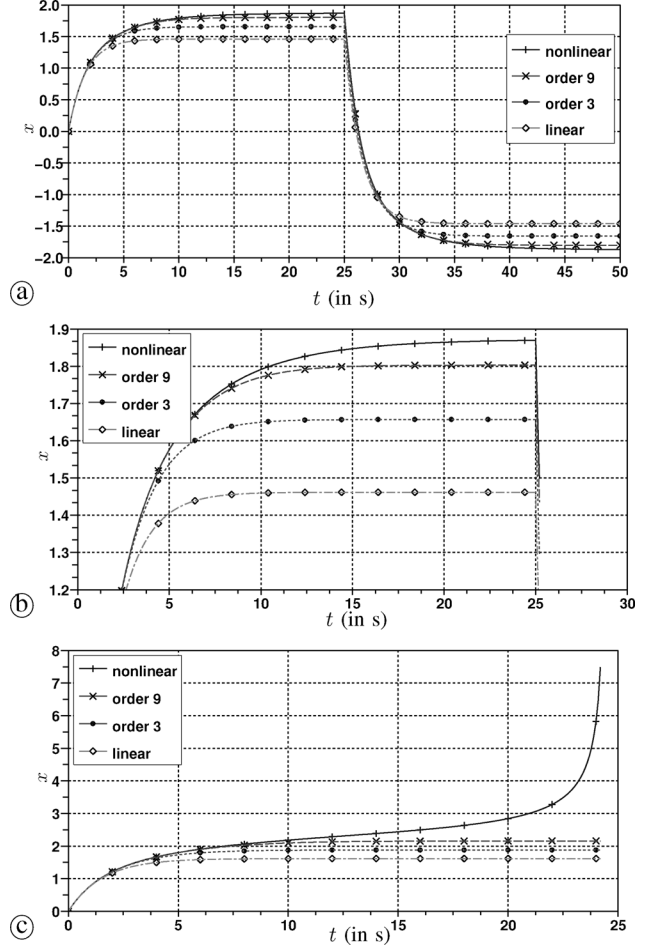 2.0
1.5
1.0
0.5
0.0
−0.5
−1.0
−1.5
−2.0
x
0 5 10 15 20 25 30 35 40 45 50
t (in s)
nonlinear
order 9
order 3
linear
a
1.9
1.8
1.7
1.6
1.5
1.4
1.3
1.2
x
0 5 10 15 20 25 30
t (in s)
nonlinear
order 9
order 3
linear
b
8
7
6
5
4
3
2
1
0
x
0 5 10 15 20 25
t (in s)
nonlinear
order 9
order 3
linear
c